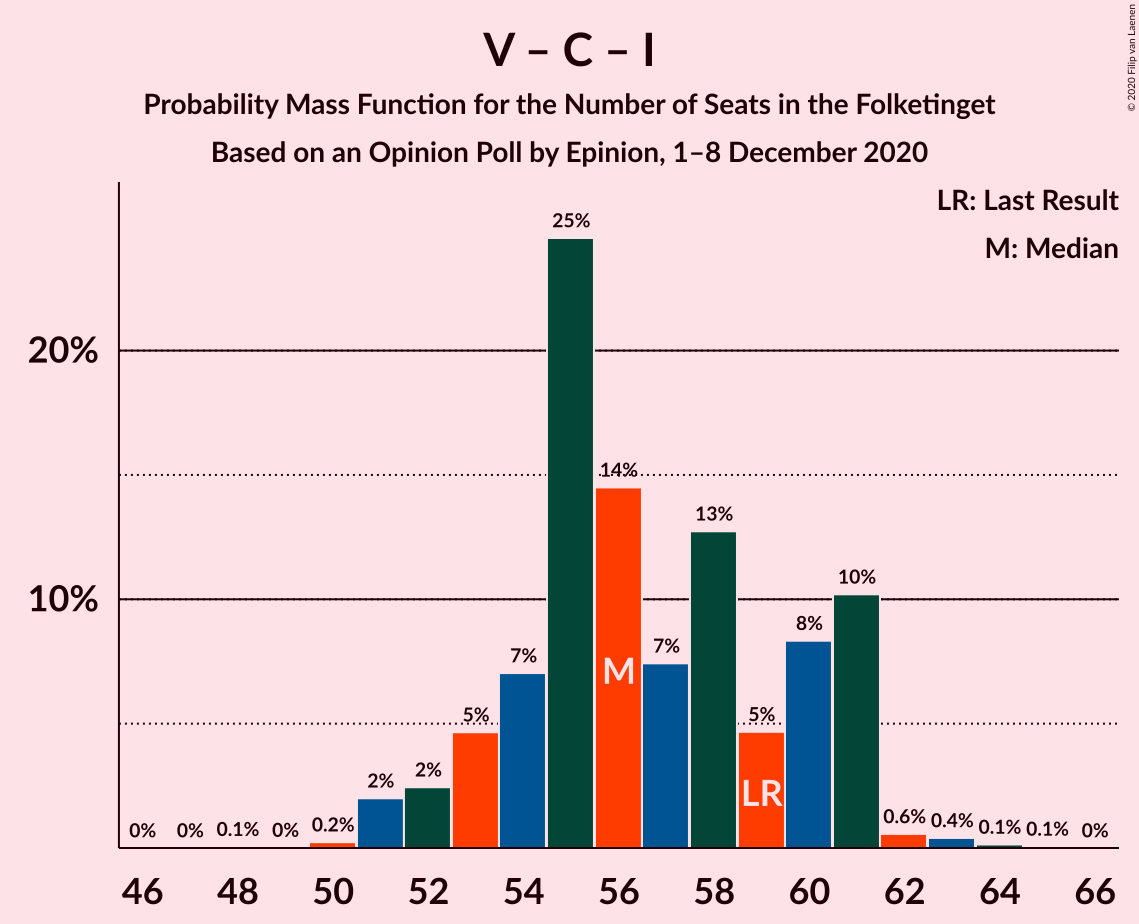 V – C – I
Probability Mass Function for the Number of Seats in the Folketinget
Based on an Opinion Poll by Epinion, 1–8 December 2020
© 2020 Filip van Laenen
LR: Last Result
M: Median
20%
10%
0%
0%
0.1%
0%
0.2%
2%
2%
5%
7%
25%
14%
7%
13%
5%
8%
10%
0.6%
0.4%
0.1%
0.1%
0%
M
LR
46 48 50 52 54 56 58 60 62 64 66